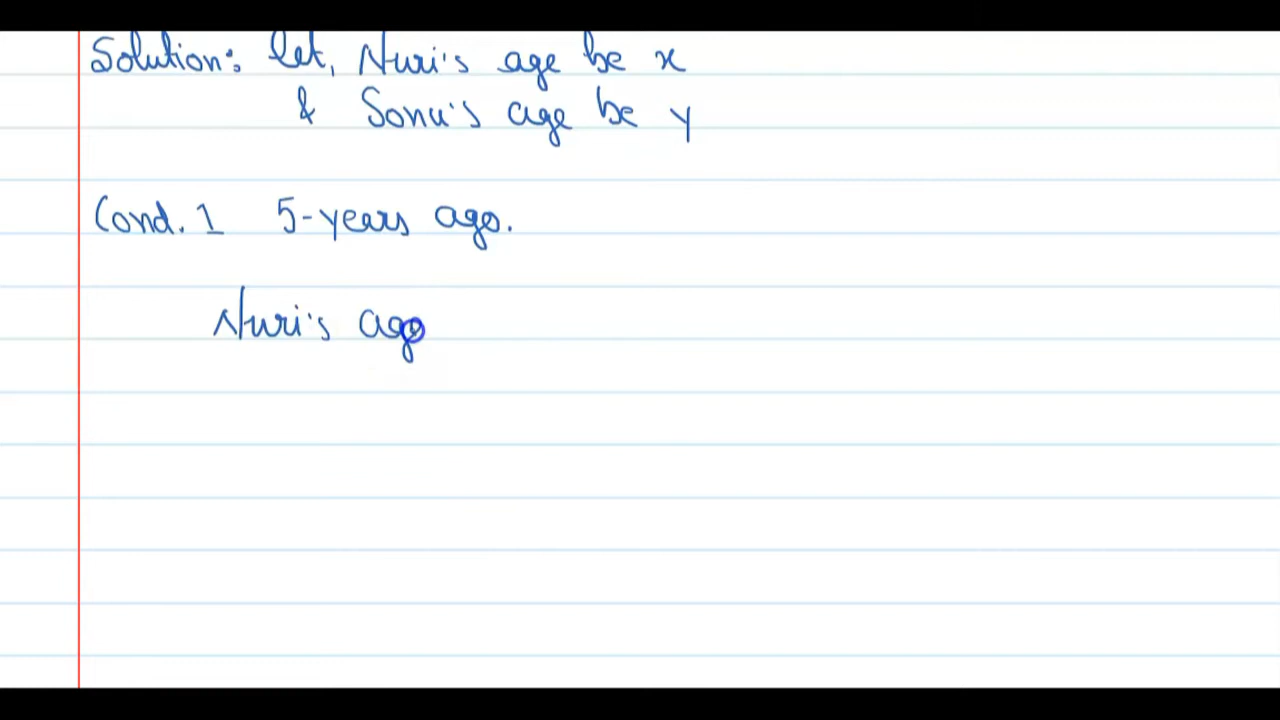 Solution: let, Nuri's age be x
& Sonu's age be y
Cond. 1 5-years ago.
Nuri's age